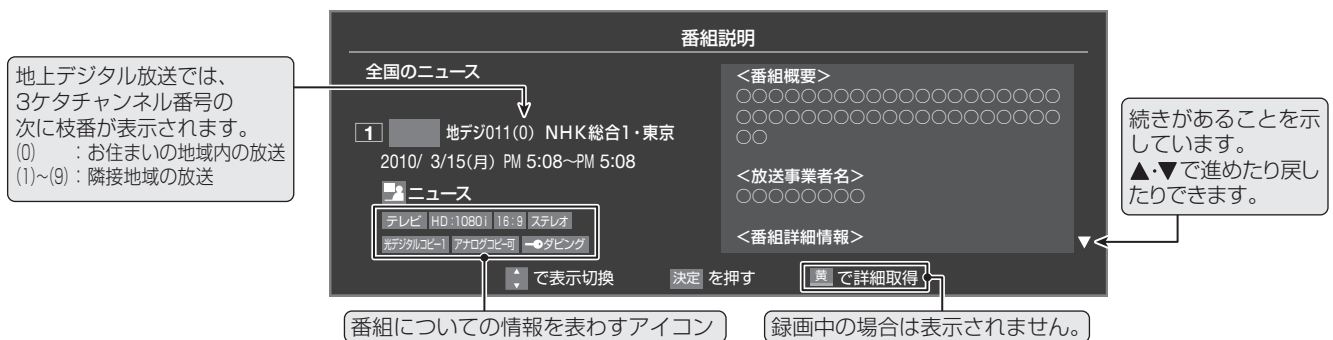 番組説明
地上デジタル放送では、
3ケタチャンネル番号の
次に枝番が表示されます。
(0) :お住まいの地域内の放送
(1)~(9):隣接地域の放送
全国のニュース
1 地デジ011(0) NHK総合1・東京
2010/ 3/15(月) PM 5:08~PM 5:08
ニュース
テレビ HD:1080i 16:9 ステレオ
光デジタルコピー1 アナログコピー可 ダビング
<番組概要>
○○○○○○○○○○○○○○○○○○○○
○○○○○○○○○○○○○○○○○○○○
○○
<放送事業者名>
○○○○○○○○
<番組詳細情報>
▼
続きがあることを示
しています。
▲・▼で進めたり戻し
たりできます。
で表示切換 決定 を押す 黄 で詳細取得
番組についての情報を表わすアイコン
録画中の場合は表示されません。